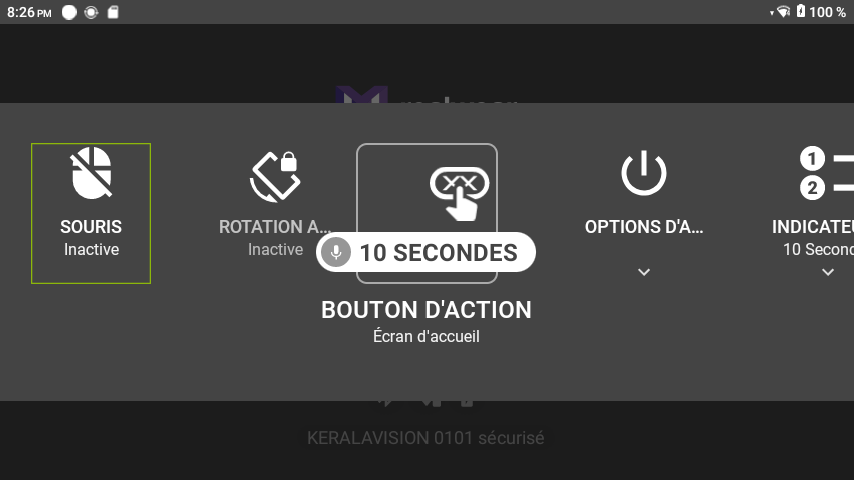 8:26 PM
100 %
SOURIS
Inactive
ROTATION A...
Inactive
XX
10 SECONDES
BOUTON D'ACTION
Écran d'accueil
OPTIONS D'A...
1
2
INDICATEU
10 Second
KERALAVISION 0101 sécurisé